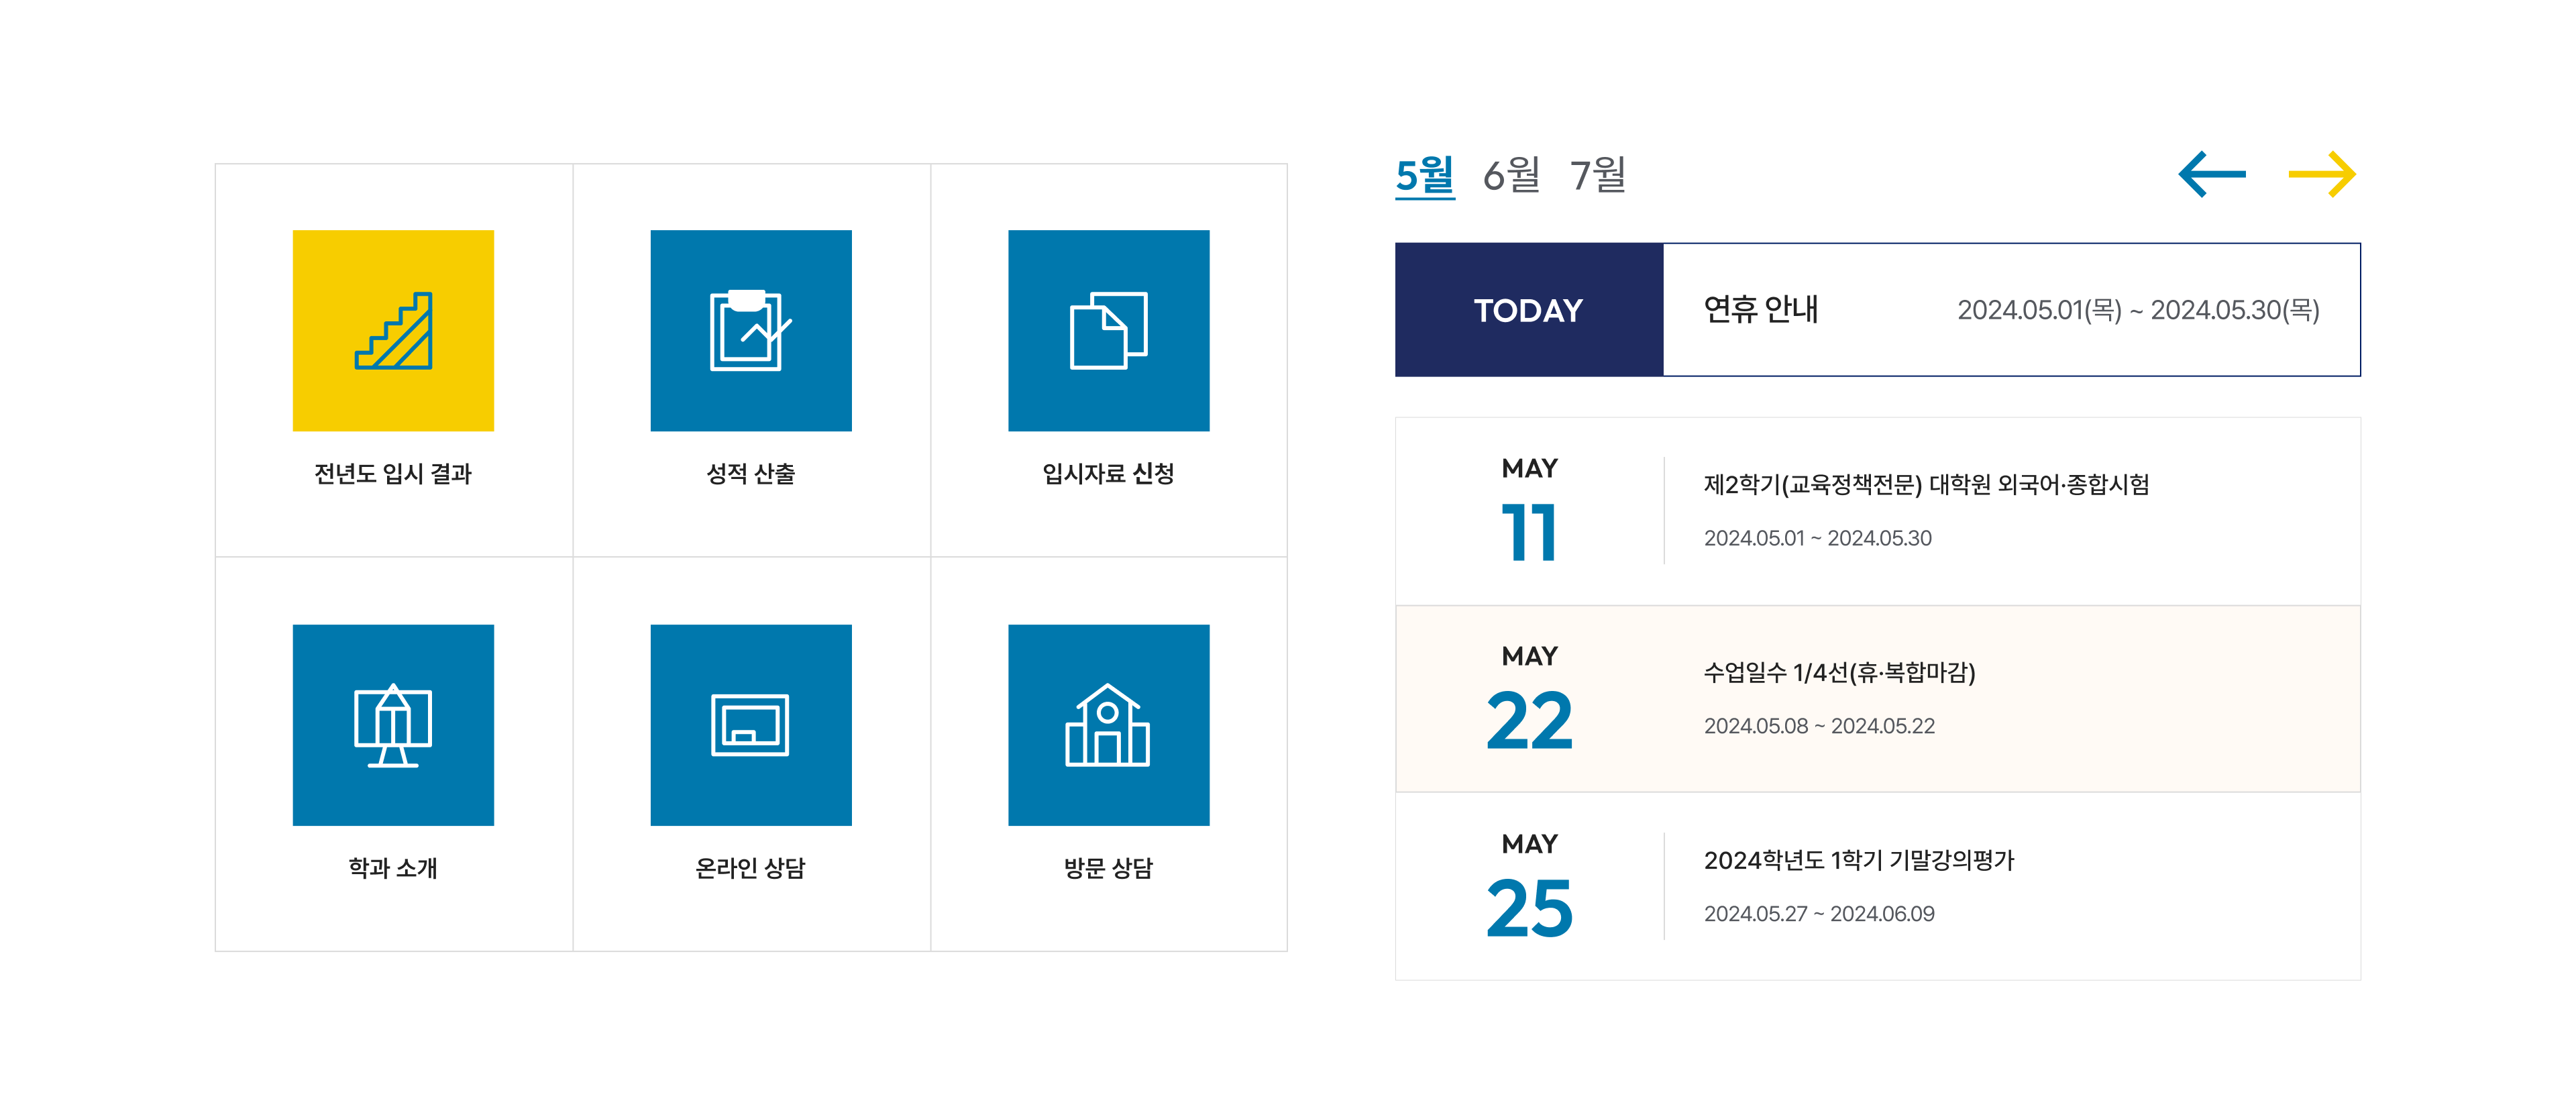 전년도 입시 결과
성적 산출
입시자료 신청
학과 소개
온라인 상담
방문 상담
5월 6월 7월
TODAY
연휴 안내
2024.05.01(목) ~ 2024.05.30(목)
MAY
11
제2학기(교육정책전문) 대학원 외국어·종합시험
2024.05.01 ~ 2024.05.30
MAY
22
수업일수 1/4선(휴·복합마감)
2024.05.08 ~ 2024.05.22
MAY
25
2024학년도 1학기 기말강의평가
2024.05.27 ~ 2024.06.09